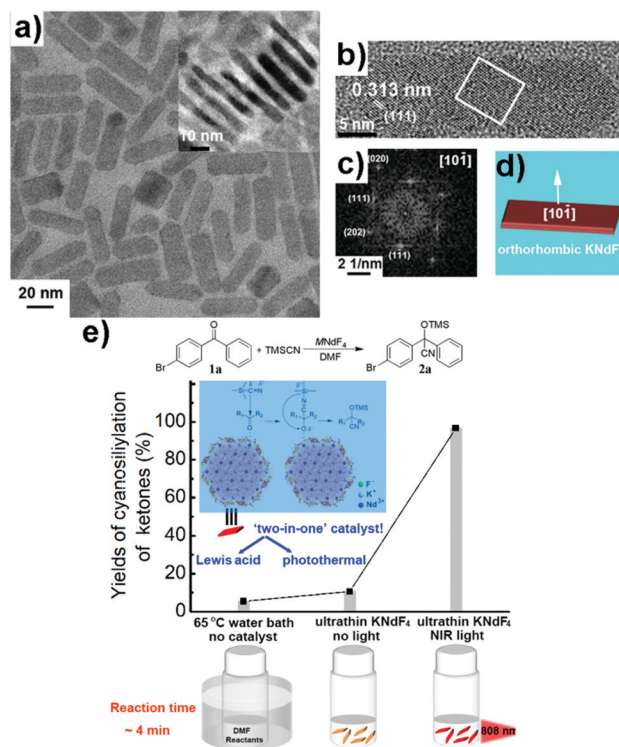 a)
10 nm
20 nm
b)
0.313 nm
(111)
5 nm
c)
(020)
[101̄]
(111)
(202)
(11̄1)
2 1/nm
d)
[101̄]
orthorhombic KNdF
e)
O
Br
1a
+ TMSCN
MNdF₄
DMF
OTMS
CN
Br
2a
Yields of cyanosiliylation
of ketones (%)
100
80
60
40
20
0
F⁻
K⁺
Nd³⁺
'two-in-one' catalyst!
Lewis acid
photothermal
65 °C water bath
no catalyst
ultrathin KNdF₄
no light
ultrathin KNdF₄
NIR light
Reaction time
~ 4 min
DMF
Reactants
808 nm